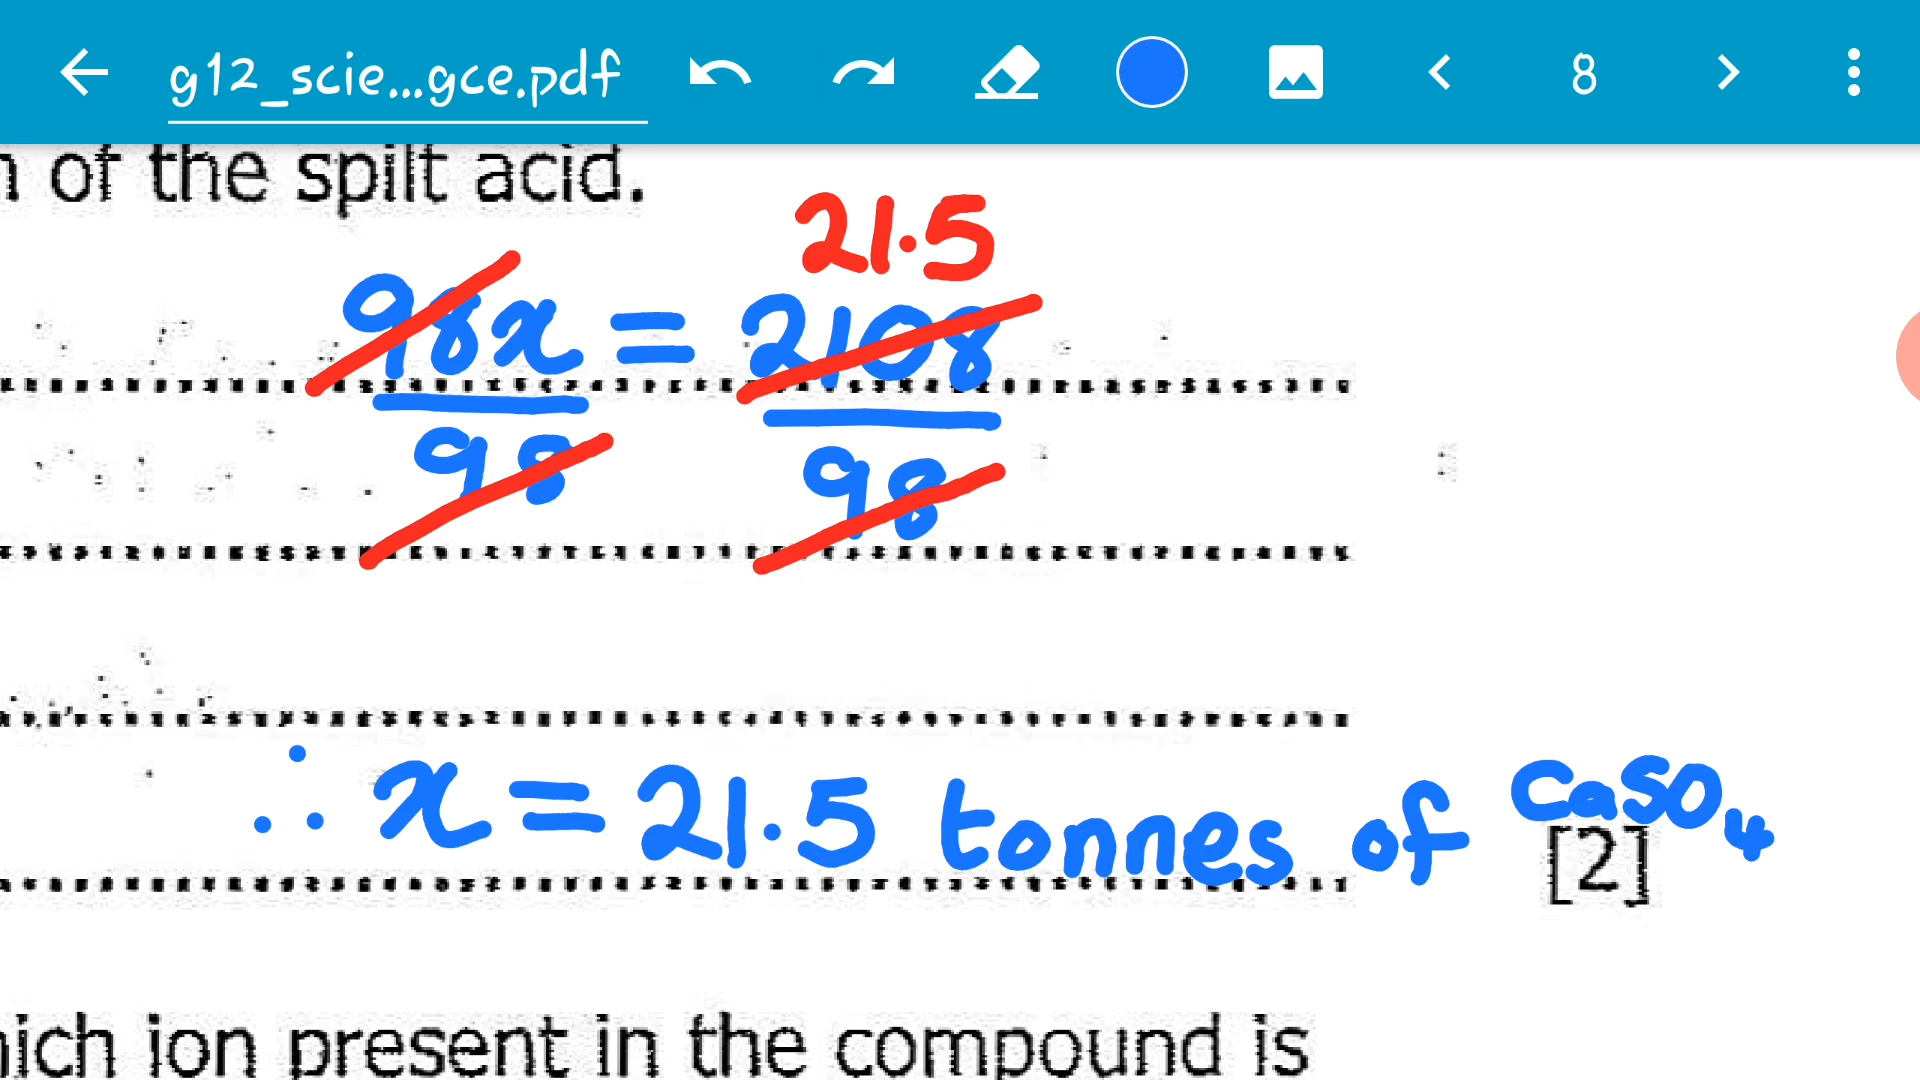 g12_scie...gce.pdf 8
of the spilt acid.
21.5
98x = 2108
98 98
∴ x = 21.5 tonnes of caso₄
[2]
ion present in the compound is